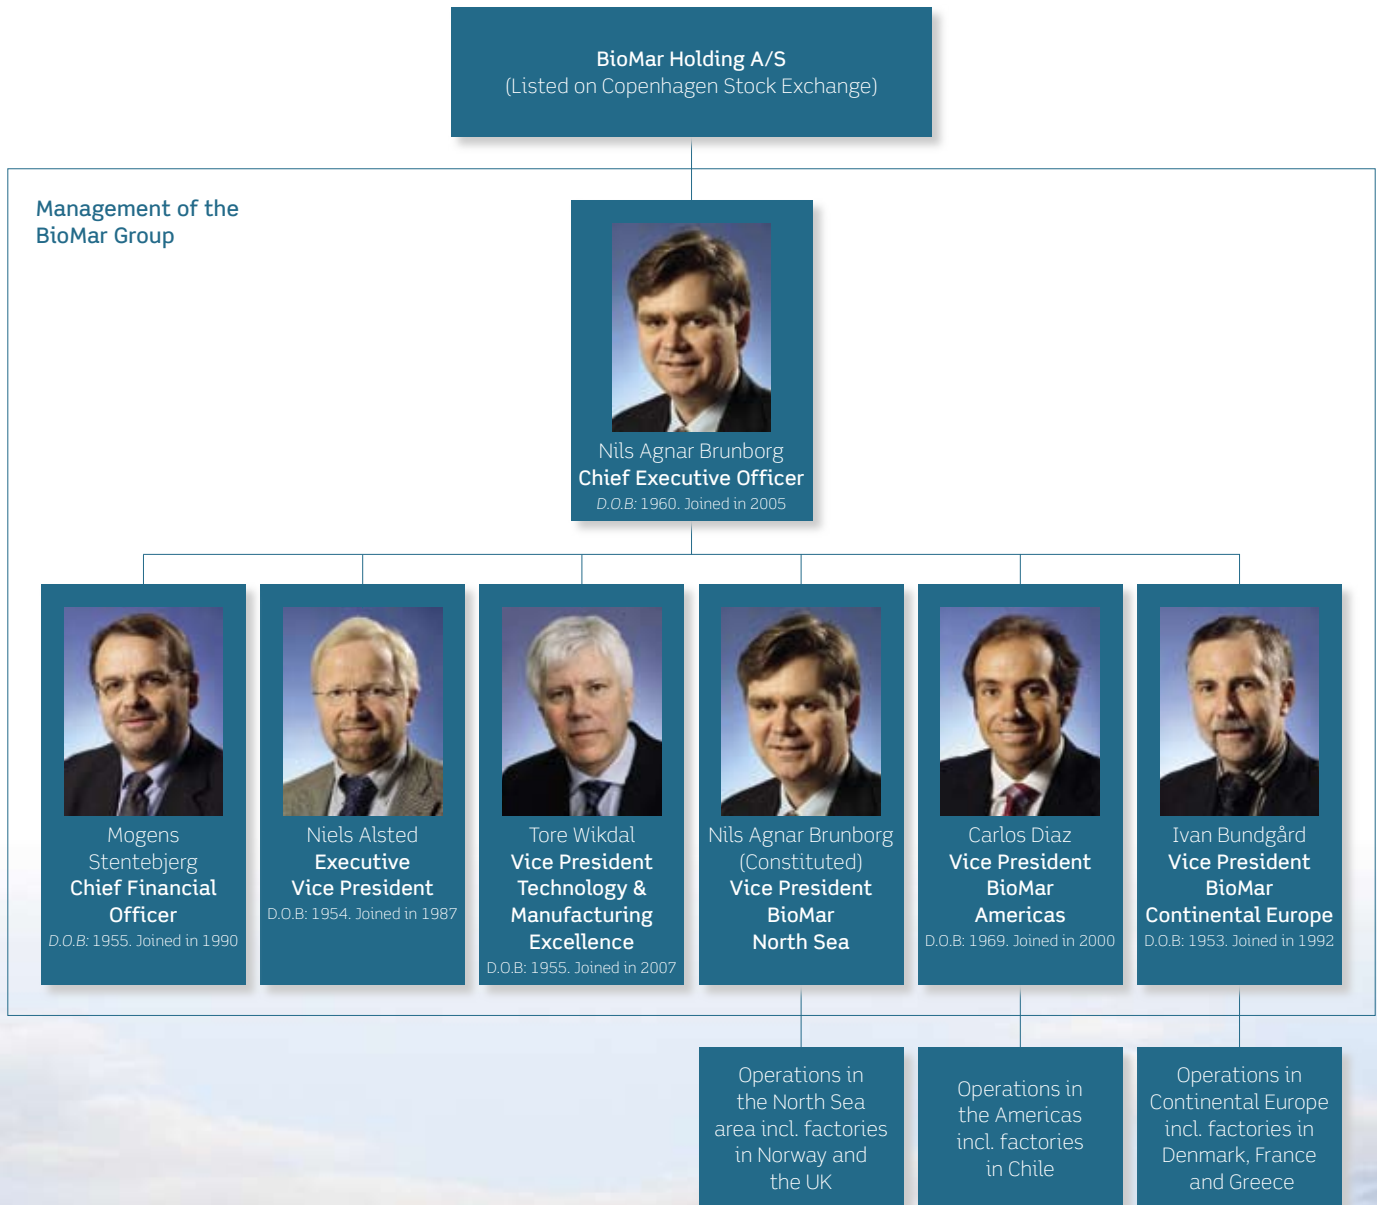 BioMar Holding A/S
(Listed on Copenhagen Stock Exchange)
Management of the
BioMar Group
Nils Agnar Brunborg
Chief Executive Officer
D.O.B: 1960. Joined in 2005
Mogens
Stentebjerg
Chief Financial
Officer
D.O.B: 1955. Joined in 1990
Niels Alsted
Executive
Vice President
D.O.B: 1954. Joined in 1987
Tore Wikdal
Vice President
Technology &
Manufacturing
Excellence
D.O.B: 1955. Joined in 2007
Nils Agnar Brunborg
(Constituted)
Vice President
BioMar
North Sea
Carlos Diaz
Vice President
BioMar
Americas
D.O.B: 1969. Joined in 2000
Ivan Bundgård
Vice President
BioMar
Continental Europe
D.O.B: 1953. Joined in 1992
Operations in
the North Sea
area incl. factories
in Norway and
the UK
Operations in
the Americas
incl. factories
in Chile
Operations in
Continental Europe
incl. factories in
Denmark, France
and Greece